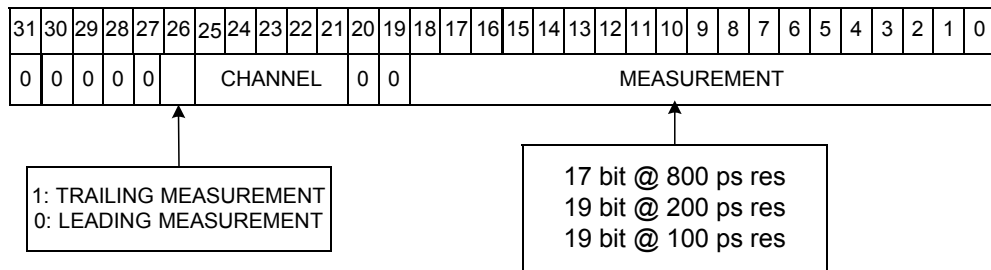 31 30 29 28 27 26 25 24 23 22 21 20 19 18 17 16 15 14 13 12 11 10 9 8 7 6 5 4 3 2 1 0
0 0 0 0 0 CHANNEL 0 0 MEASUREMENT
1: TRAILING MEASUREMENT
0: LEADING MEASUREMENT
17 bit @ 800 ps res
19 bit @ 200 ps res
19 bit @ 100 ps res